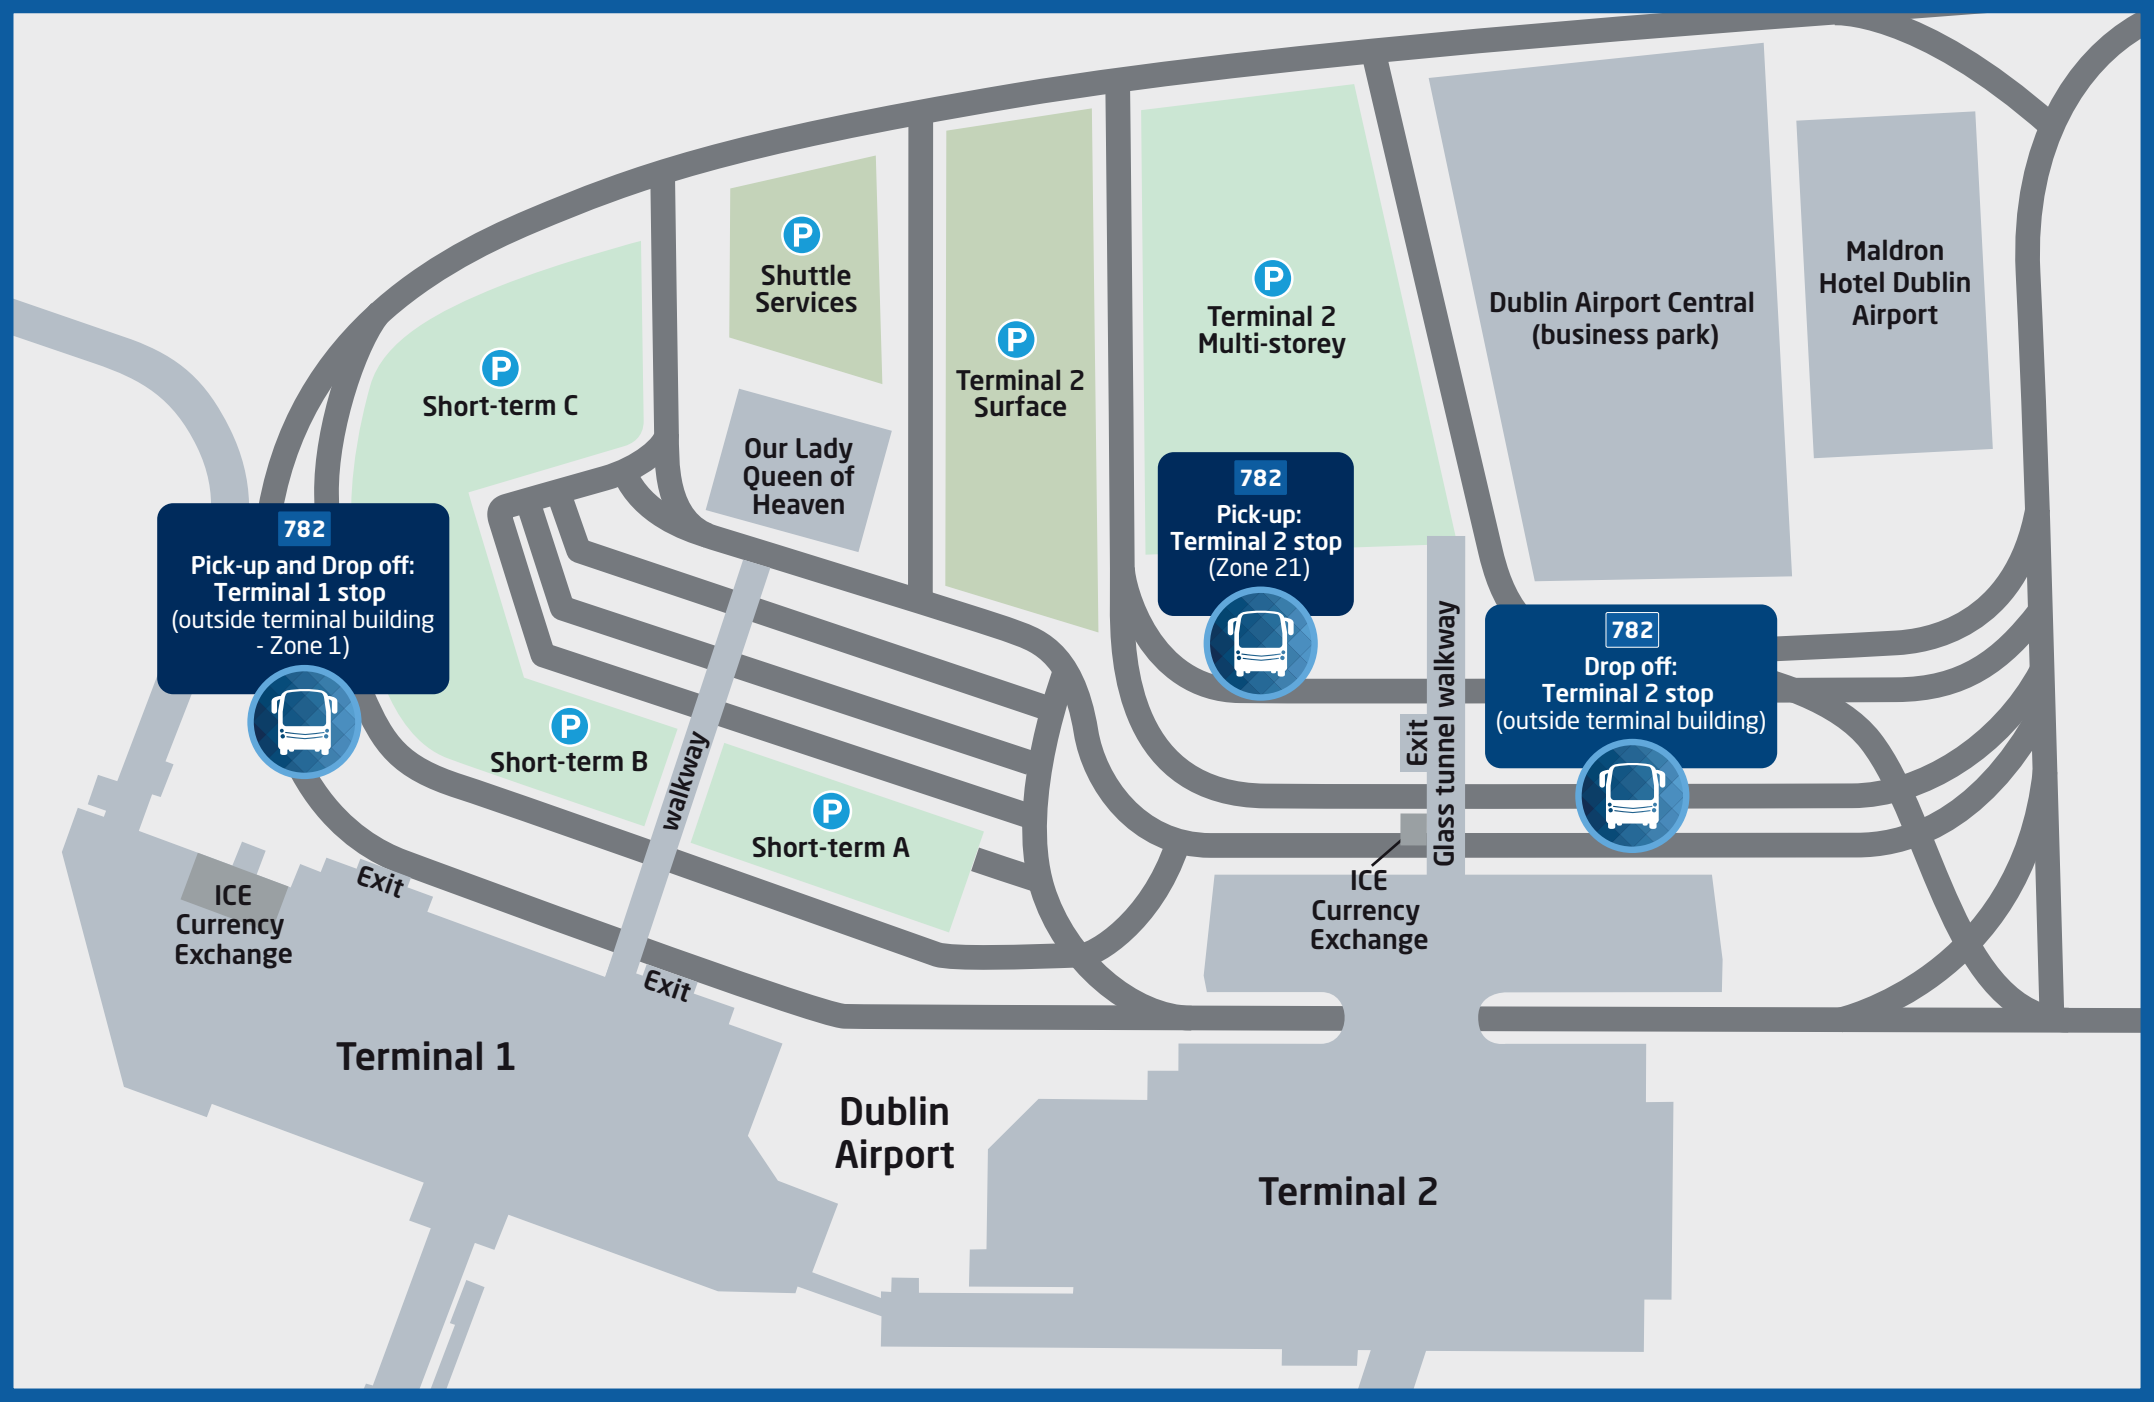 P
Shuttle
Services
P
Short-term C
P
Terminal 2
Surface
P
Terminal 2
Multi-storey
Dublin Airport Central
(business park)
Maldron
Hotel Dublin
Airport
Our Lady
Queen of
Heaven
782
Pick-up and Drop off:
Terminal 1 stop
(outside terminal building
- Zone 1)
782
Pick-up:
Terminal 2 stop
(Zone 21)
782
Drop off:
Terminal 2 stop
(outside terminal building)
P
Short-term B
walkway
P
Short-term A
Exit
Glass tunnel walkway
ICE
Currency
Exchange
Exit
ICE
Currency
Exchange
Exit
Terminal 1
Dublin
Airport
Terminal 2